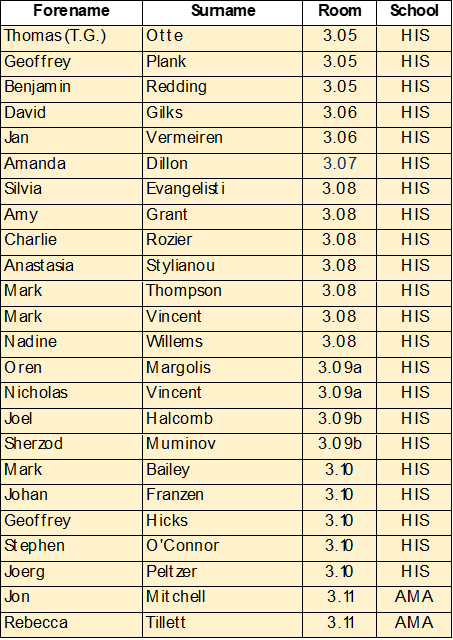 Forename Surname Room School
Thomas (T.G.) Otte 3.05 HIS
Geoffrey Plank 3.05 HIS
Benjamin Redding 3.05 HIS
David Gilks 3.06 HIS
Jan Vermeiren 3.06 HIS
Amanda Dillon 3.07 HIS
Silvia Evangelisti 3.08 HIS
Amy Grant 3.08 HIS
Charlie Rozier 3.08 HIS
Anastasia Stylianou 3.08 HIS
Mark Thompson 3.08 HIS
Mark Vincent 3.08 HIS
Nadine Willems 3.08 HIS
Oren Margolis 3.09a HIS
Nicholas Vincent 3.09a HIS
Joel Halcomb 3.09b HIS
Sherzod Muminov 3.09b HIS
Mark Bailey 3.10 HIS
Johan Franzen 3.10 HIS
Geoffrey Hicks 3.10 HIS
Stephen O'Connor 3.10 HIS
Joerg Peltzer 3.10 HIS
Jon Mitchell 3.11 AMA
Rebecca Tillett 3.11 AMA